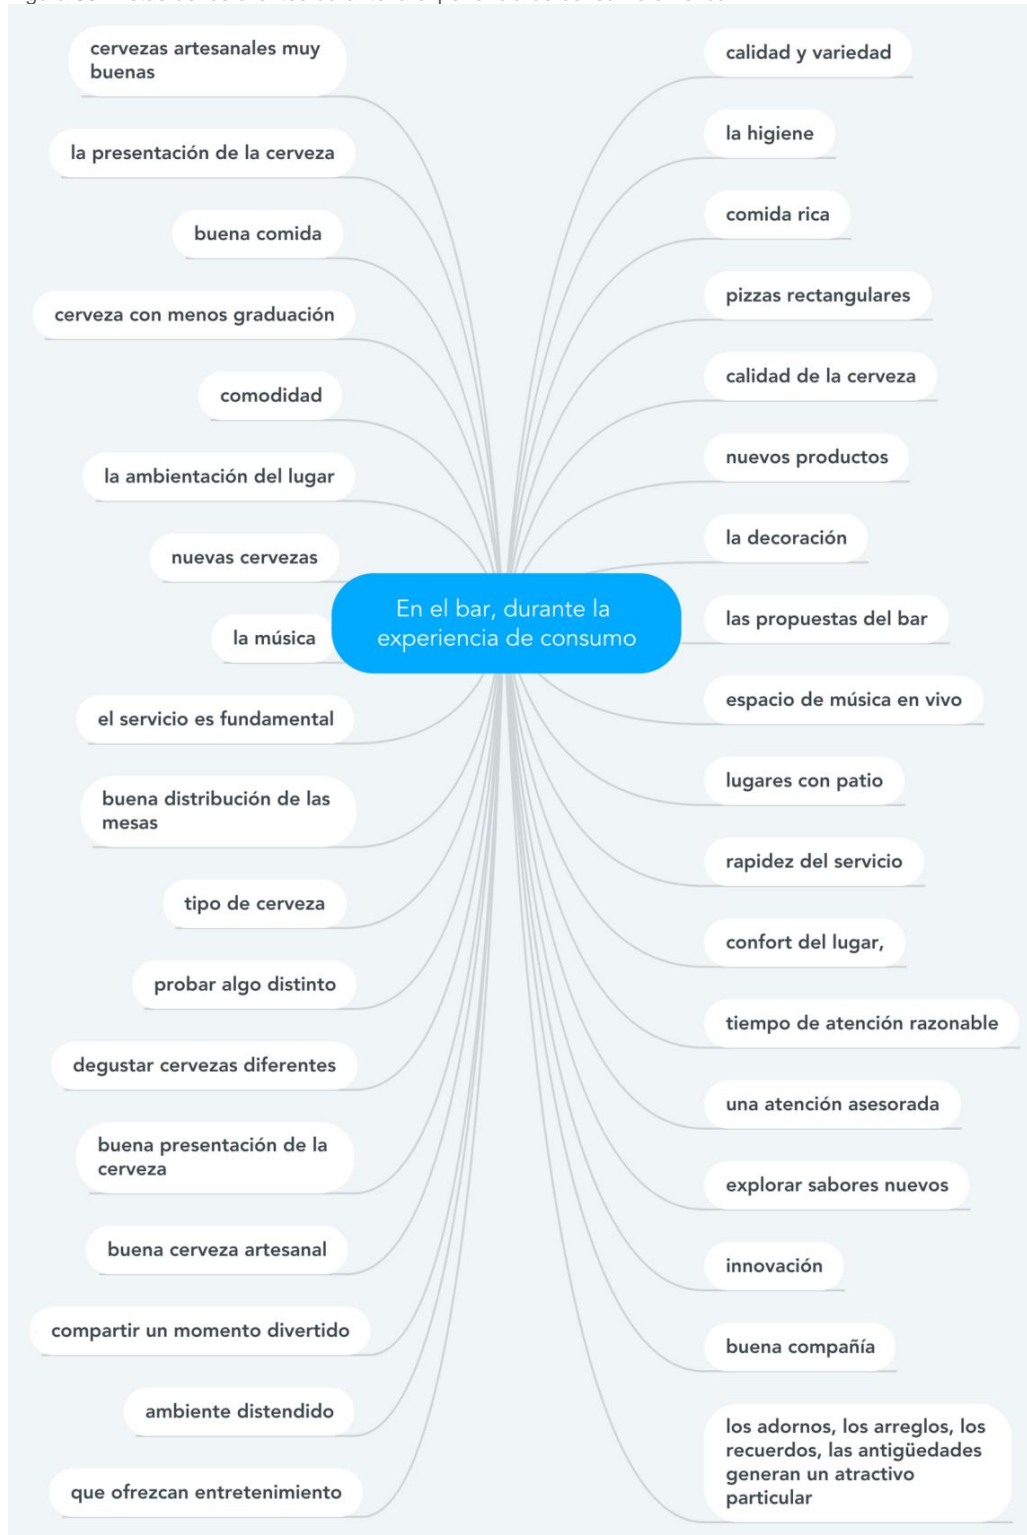 cervezas artesanales muy
buenas
la presentación de la cerveza
buena comida
cerveza con menos graduación
comodidad
la ambientación del lugar
nuevas cervezas
la música
el servicio es fundamental
buena distribución de las
mesas
tipo de cerveza
probar algo distinto
degustar cervezas diferentes
buena presentación de la
cerveza
buena cerveza artesanal
compartir un momento divertido
ambiente distendido
que ofrezcan entretenimiento
En el bar, durante la
experiencia de consumo
calidad y variedad
la higiene
comida rica
pizzas rectangulares
calidad de la cerveza
nuevos productos
la decoración
las propuestas del bar
espacio de música en vivo
lugares con patio
rapidez del servicio
confort del lugar,
tiempo de atención razonable
una atención asesorada
explorar sabores nuevos
innovación
buena compañía
los adornos, los arreglos, los
recuerdos, las antigüedades
generan un atractivo
particular